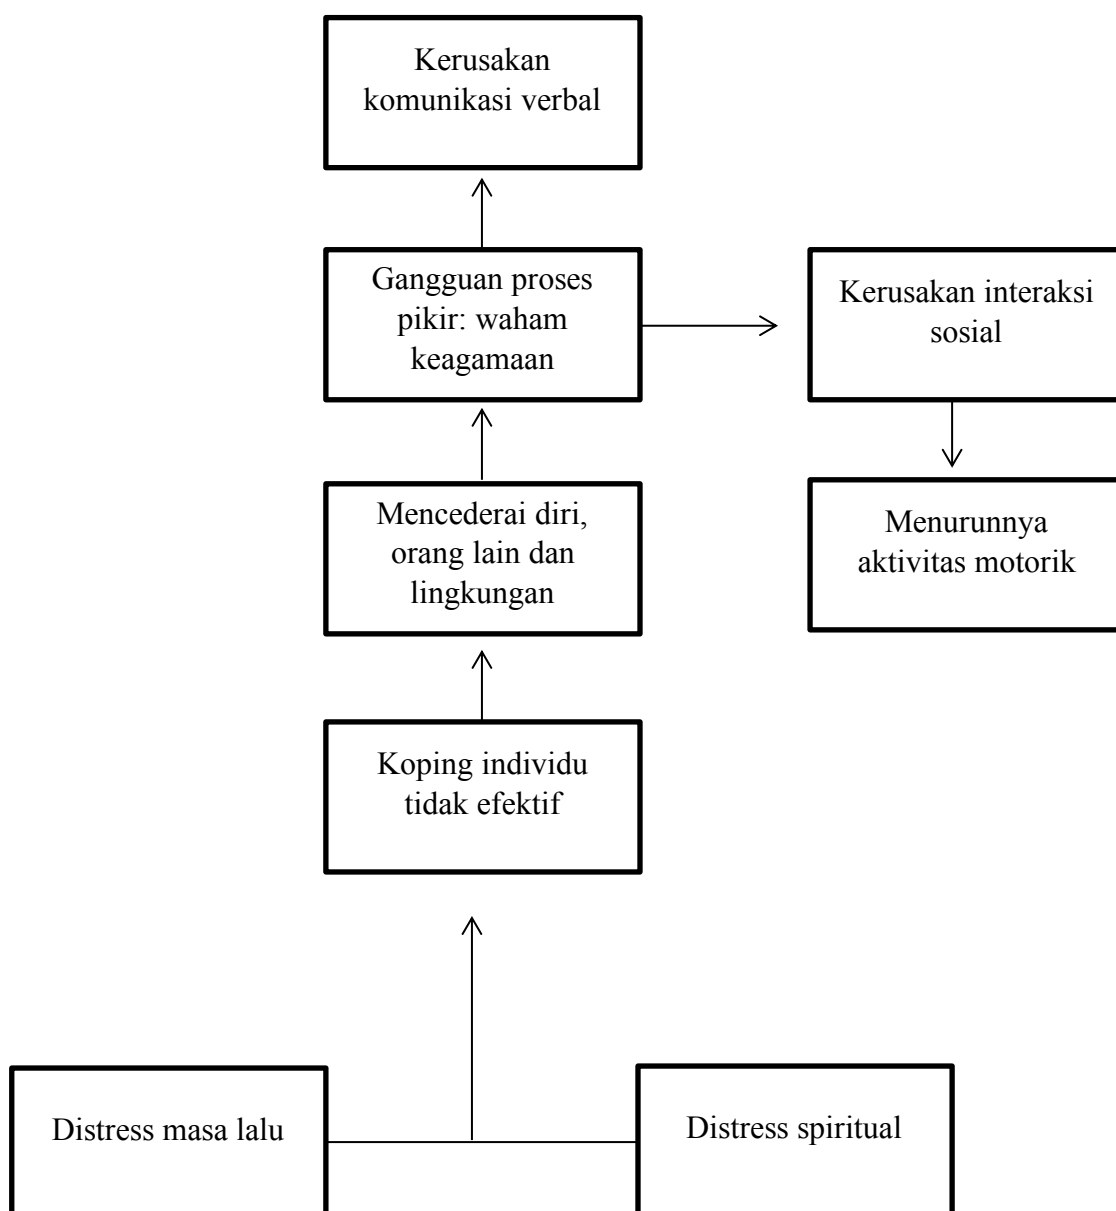 Kerusakan
komunikasi verbal
Gangguan proses
pikir: waham
keagamaan
Kerusakan interaksi
sosial
Mencederai diri,
orang lain dan
lingkungan
Menurunnya
aktivitas motorik
Koping individu
tidak efektif
Distress masa lalu
Distress spiritual